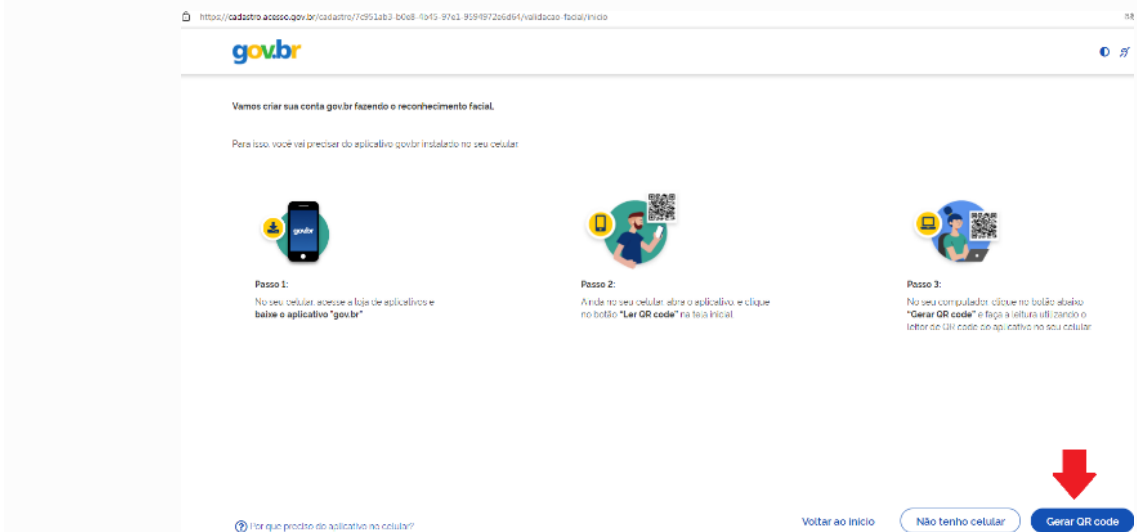 https://cadastro.acesso.gov.br/cadastro/7c951ab3-b0e8-4b45-97e1-9594972e6d64/validacao-facial/inicio
gov.br
Vamos criar sua conta gov.br fazendo o reconhecimento facial.
Para isso, você vai precisar do aplicativo gov.br instalado no seu celular
gov.br
Passo 1:
No seu celular, acesse a loja de aplicativos e
baixe o aplicativo "gov.br"
Passo 2:
Ainda no seu celular, abra o aplicativo, e clique
no botão "Ler QR code" na tela inicial
Passo 3:
No seu computador, clique no botão abaixo
"Gerar QR code" e faça a leitura utilizando o
leitor de QR code do aplicativo no seu celular
Por que preciso do aplicativo no celular?
Voltar ao início
Não tenho celular
Gerar QR code